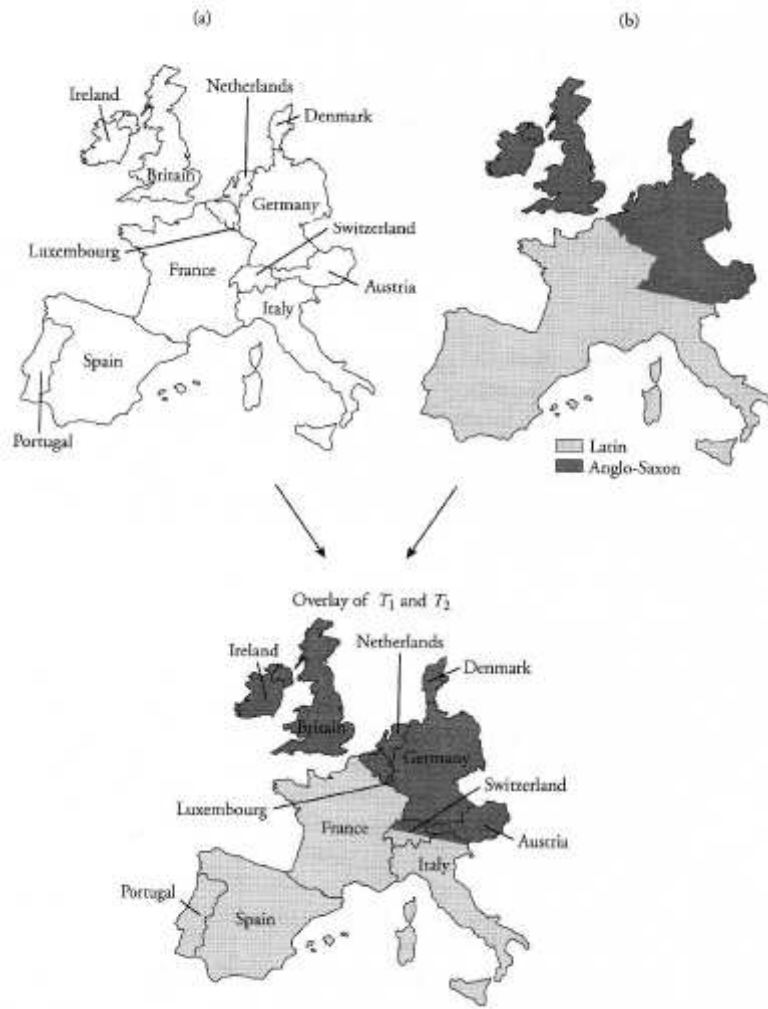 (a)
(b)
Ireland
Netherlands
Denmark
Britain
Germany
Switzerland
Luxembourg
France
Austria
Italy
Spain
Portugal
Latin
Anglo-Saxon
Overlay of T1 and T2
Ireland
Netherlands
Denmark
Britain
Germany
Switzerland
Luxembourg
France
Austria
Italy
Portugal
Spain